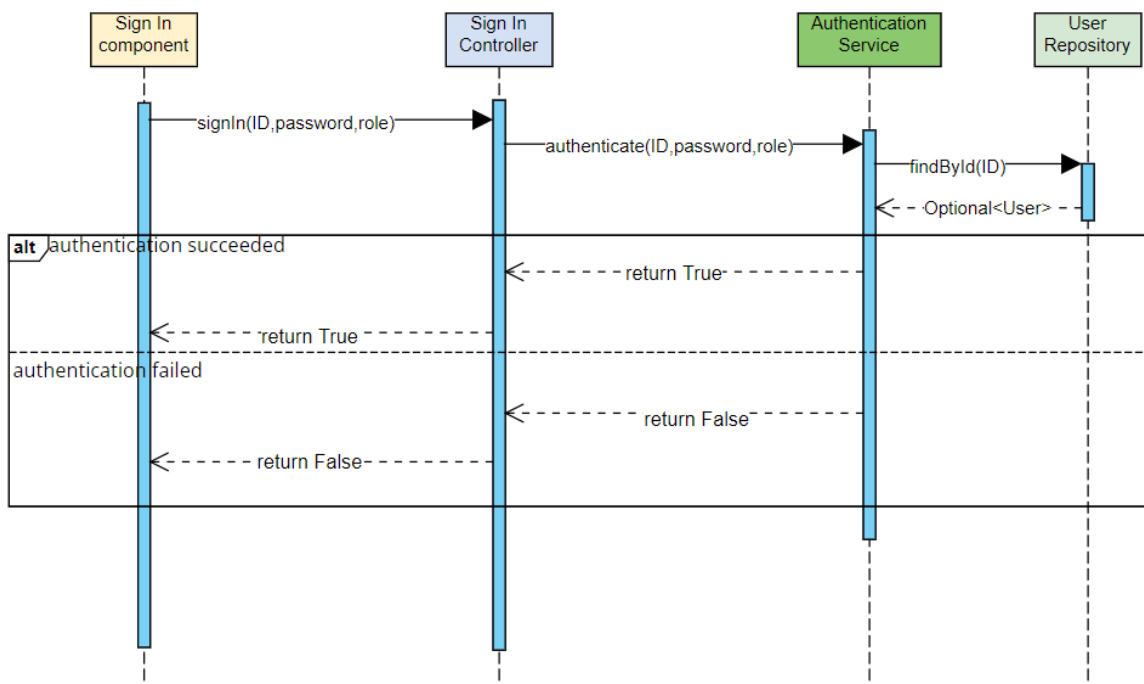 Sign In
component
Sign In
Controller
Authentication
Service
User
Repository
signIn(ID,password,role)
authenticate(ID,password,role)
findById(ID)
Optional<User>
alt
authentication succeeded
return True
return True
authentication failed
return False
return False